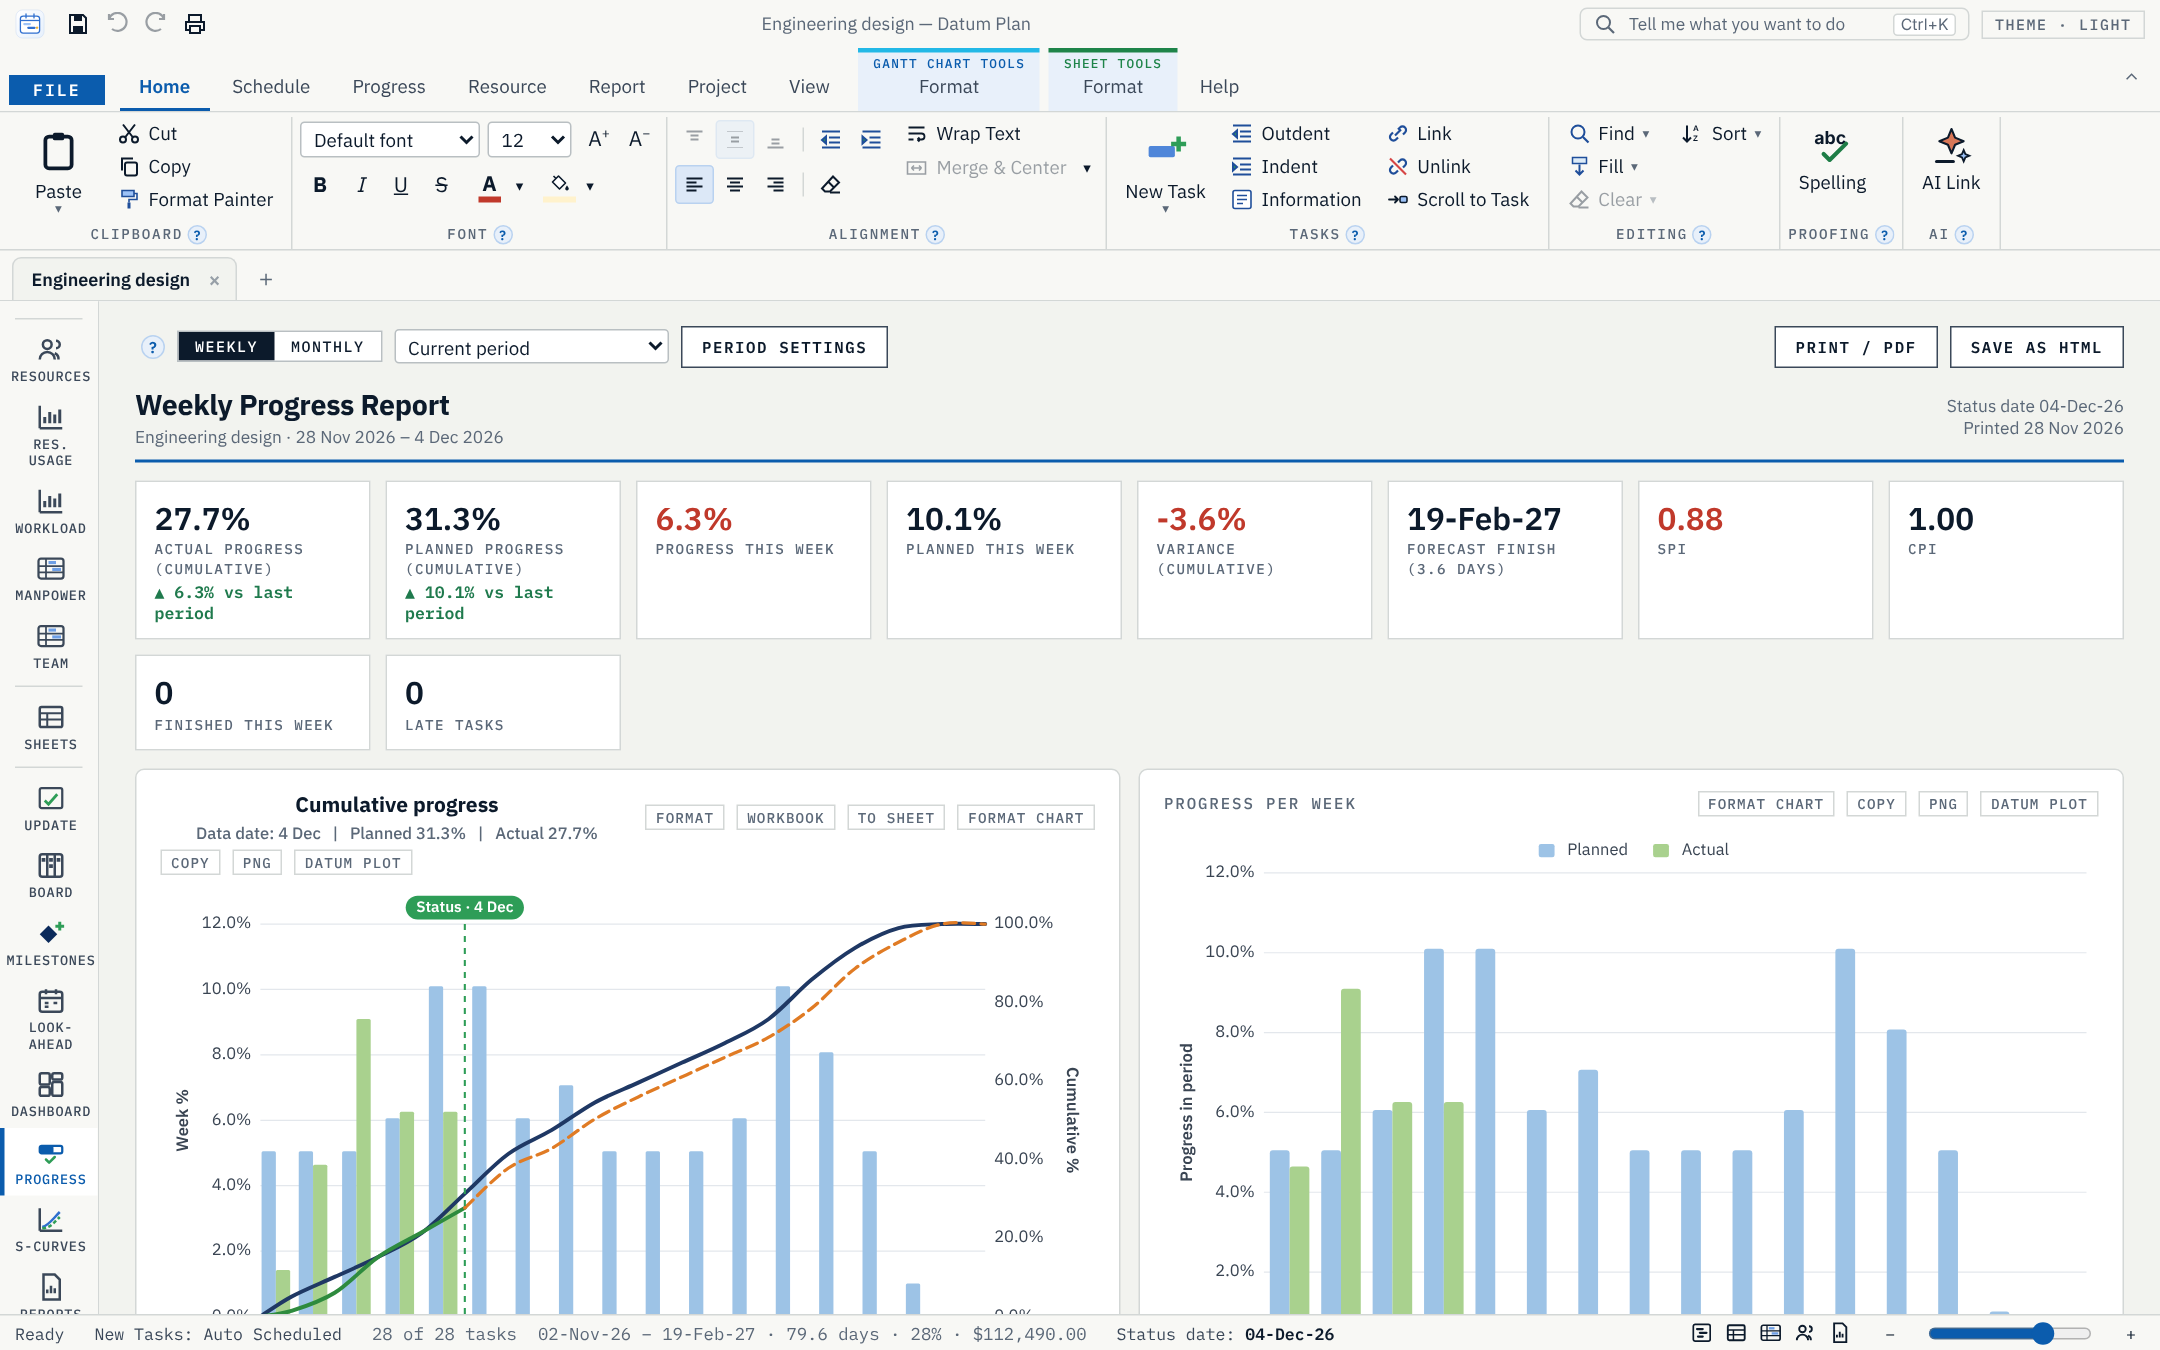 Engineering design — Datum Plan
Tell me what you want to do
Ctrl+K
THEME · LIGHT
FILE
Home
Schedule
Progress
Resource
Report
Project
View
GANTT CHART TOOLS
Format
SHEET TOOLS
Format
Help
Paste
Cut
Copy
Format Painter
CLIPBOARD ?
Default font
12
A+ A−
B I U S A
FONT ?
Wrap Text
Merge & Center
ALIGNMENT ?
New Task
Outdent
Indent
Information
Link
Unlink
Scroll to Task
TASKS ?
Find
Sort
Fill
Clear
EDITING ?
abc
Spelling
PROOFING ?
AI Link
AI ?
Engineering design ×
+
RESOURCES
RES.
USAGE
WORKLOAD
MANPOWER
TEAM
SHEETS
UPDATE
BOARD
MILESTONES
LOOK-
AHEAD
DASHBOARD
PROGRESS
S-CURVES
REPORTS
?
WEEKLY
MONTHLY
Current period
PERIOD SETTINGS
PRINT / PDF
SAVE AS HTML
Weekly Progress Report
Engineering design · 28 Nov 2026 – 4 Dec 2026
Status date 04-Dec-26
Printed 28 Nov 2026
27.7%
ACTUAL PROGRESS
(CUMULATIVE)
▲ 6.3% vs last
period
31.3%
PLANNED PROGRESS
(CUMULATIVE)
▲ 10.1% vs last
period
6.3%
PROGRESS THIS WEEK
10.1%
PLANNED THIS WEEK
-3.6%
VARIANCE
(CUMULATIVE)
19-Feb-27
FORECAST FINISH
(3.6 DAYS)
0.88
SPI
1.00
CPI
0
FINISHED THIS WEEK
0
LATE TASKS
Cumulative progress
Data date: 4 Dec | Planned 31.3% | Actual 27.7%
FORMAT
WORKBOOK
TO SHEET
FORMAT CHART
COPY
PNG
DATUM PLOT
Status · 4 Dec
12.0%
10.0%
8.0%
6.0%
4.0%
2.0%
0.0%
Week %
100.0%
80.0%
60.0%
40.0%
20.0%
0.0%
Cumulative %
PROGRESS PER WEEK
FORMAT CHART
COPY
PNG
DATUM PLOT
Planned
Actual
12.0%
10.0%
8.0%
6.0%
4.0%
2.0%
Progress in period
Ready
New Tasks: Auto Scheduled
28 of 28 tasks
02-Nov-26 – 19-Feb-27 · 79.6 days · 28% · $112,490.00
Status date: 04-Dec-26
− +